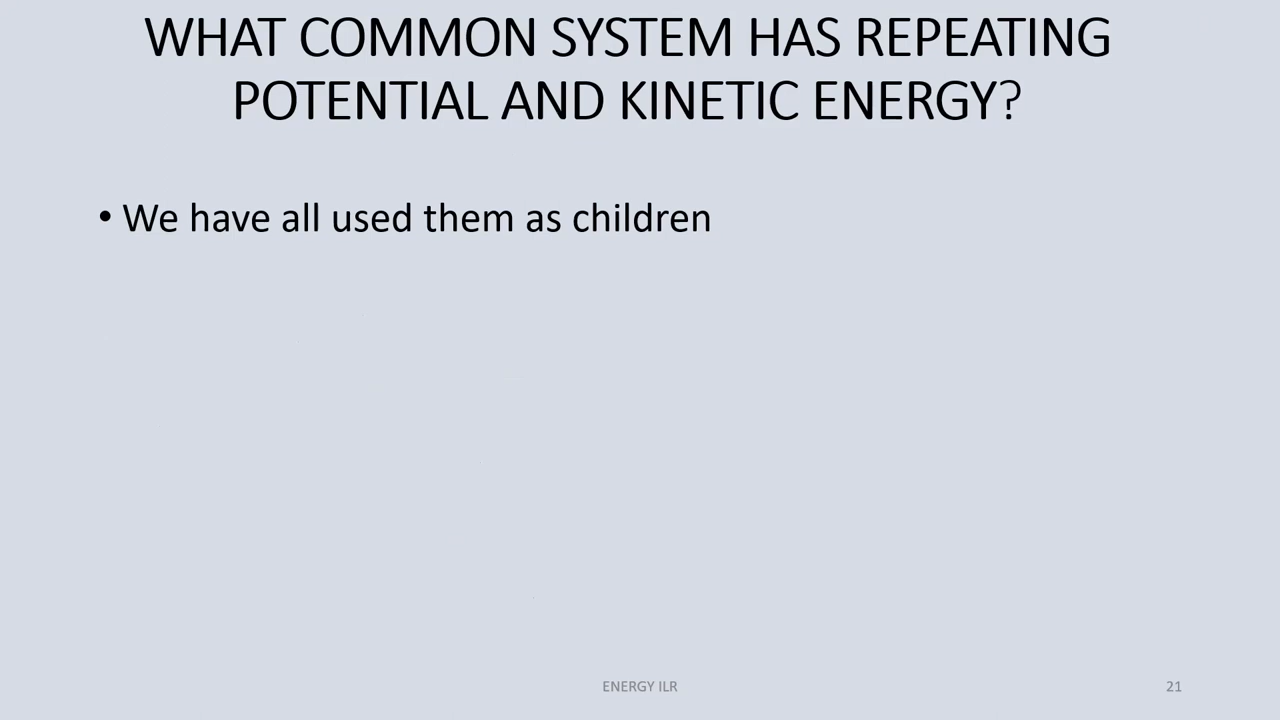 WHAT COMMON SYSTEM HAS REPEATING
POTENTIAL AND KINETIC ENERGY?
• We have all used them as children
ENERGY ILR
21